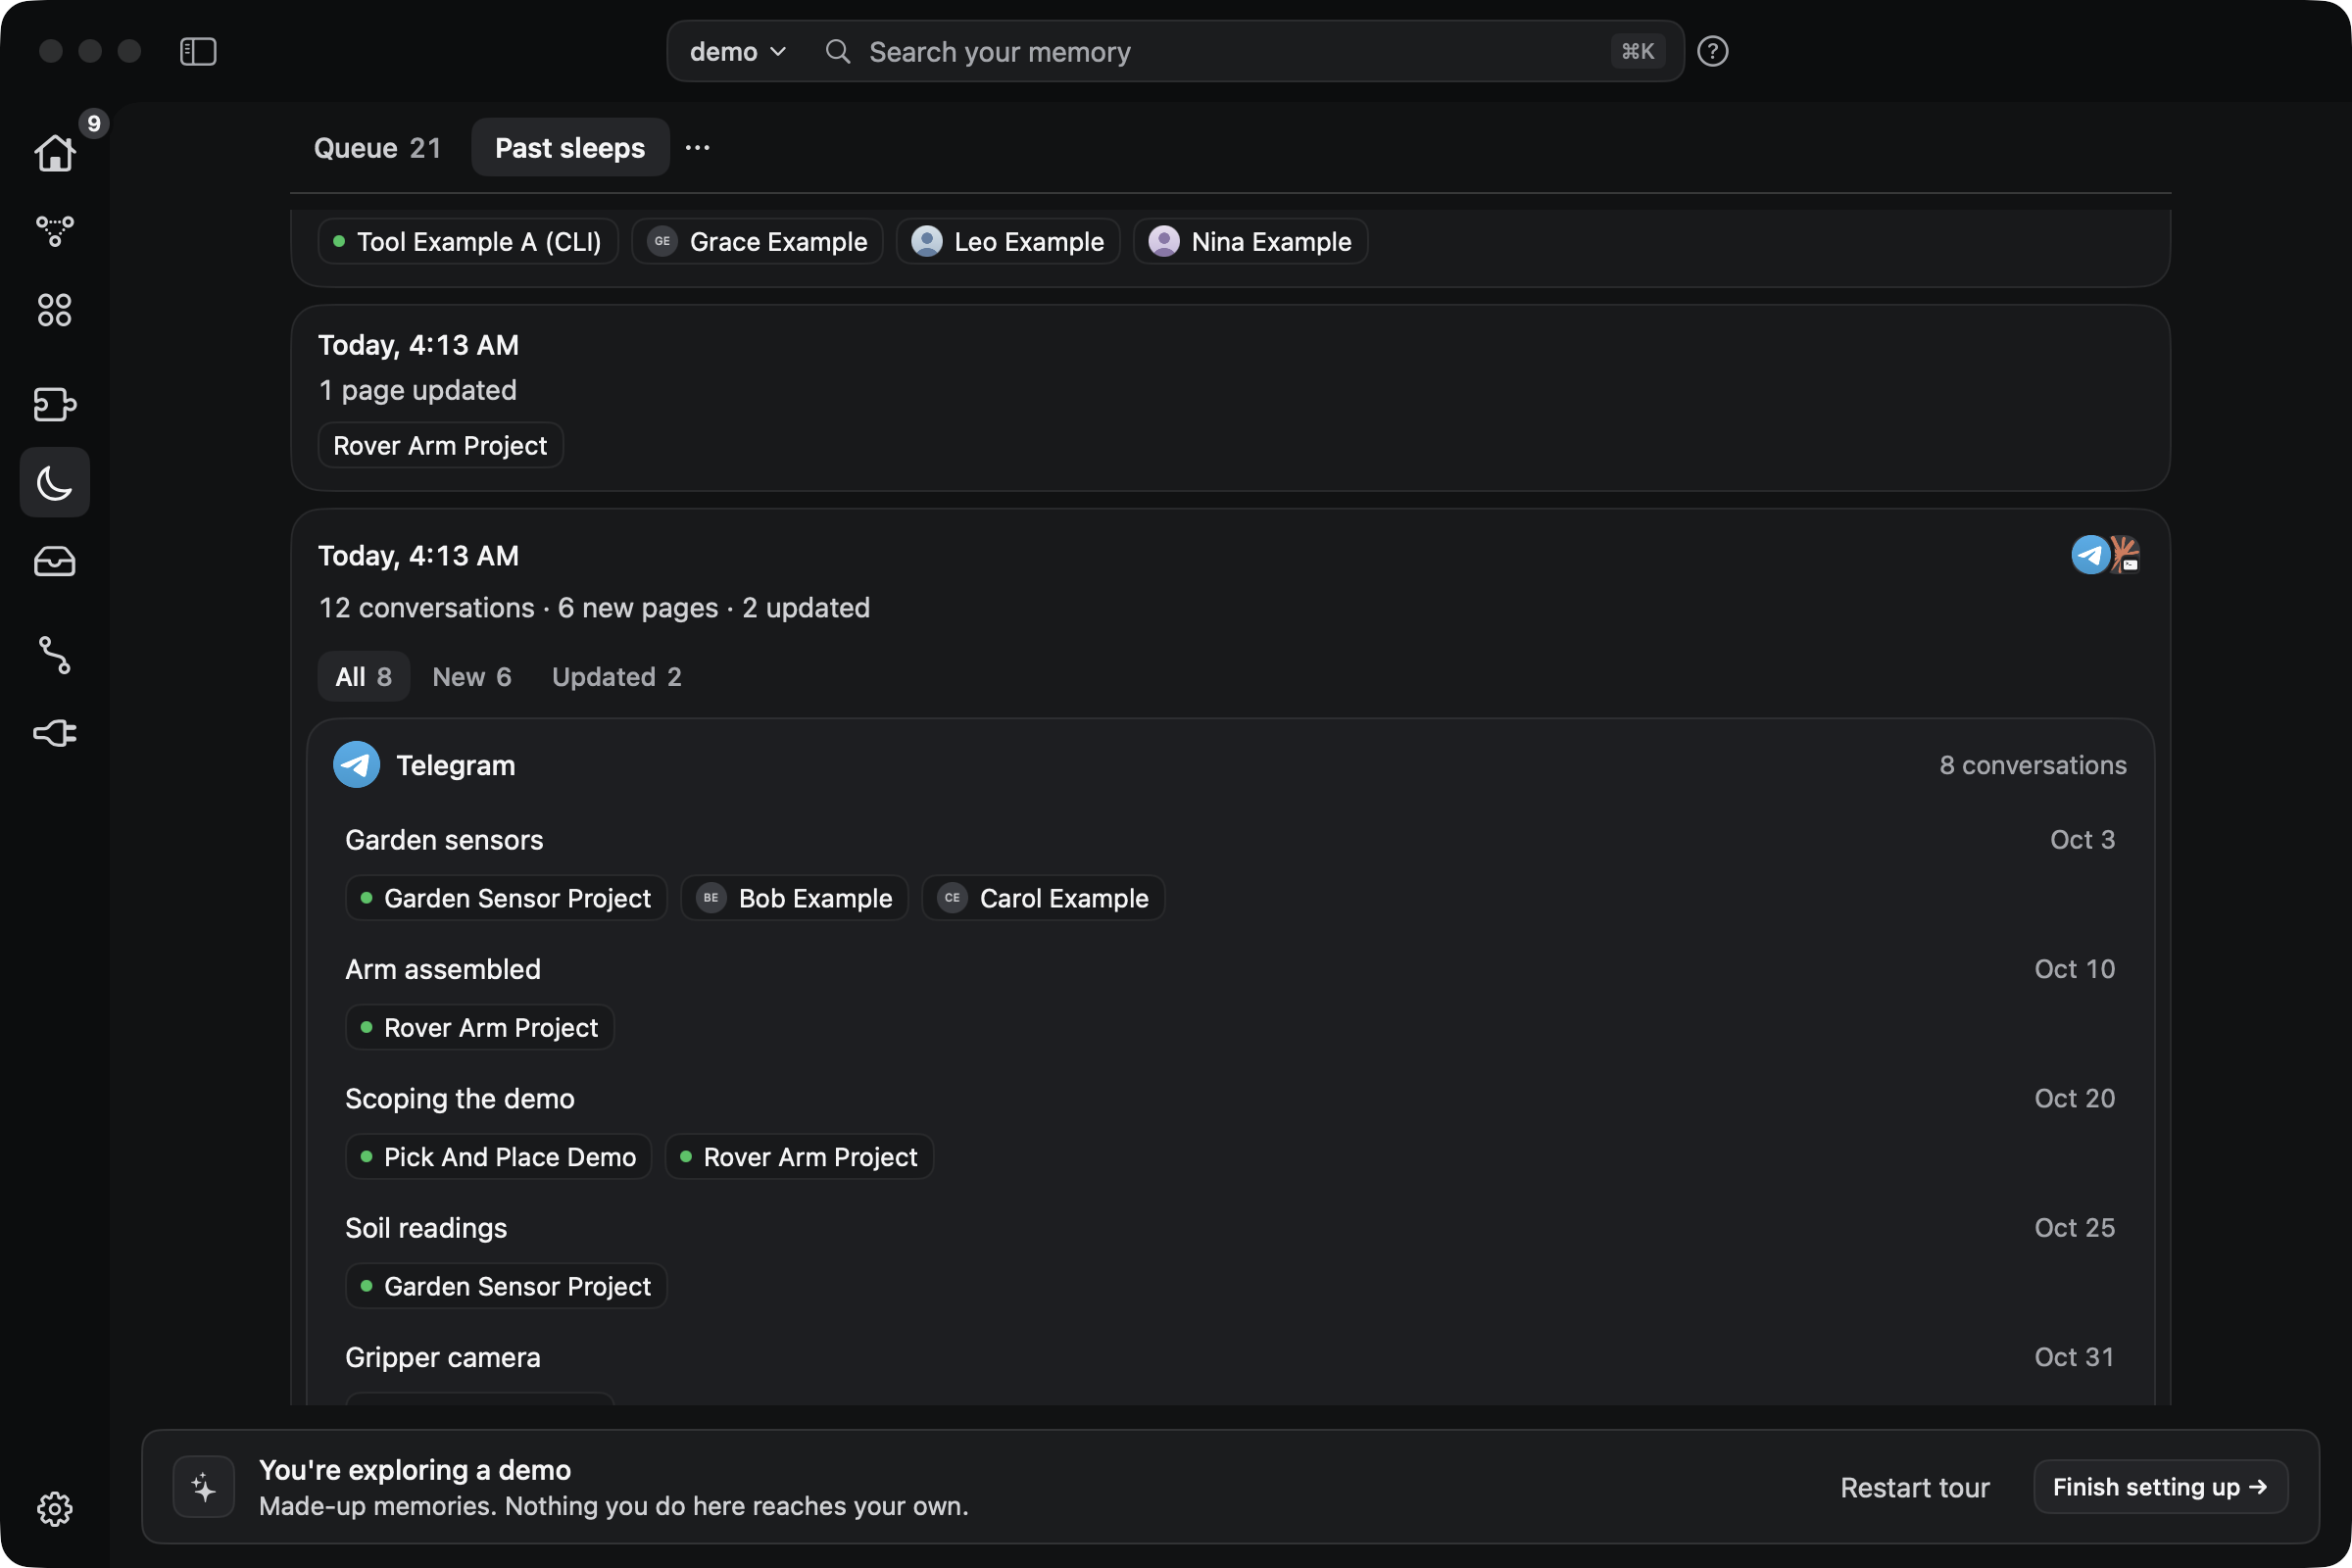 demo
Search your memory
⌘K
?
9
Queue 21
Past sleeps
Tool Example A (CLI)
GE Grace Example
Leo Example
Nina Example
Today, 4:13 AM
1 page updated
Rover Arm Project
Today, 4:13 AM
12 conversations · 6 new pages · 2 updated
All 8
New 6
Updated 2
Telegram
8 conversations
Garden sensors
Oct 3
Garden Sensor Project
BE Bob Example
CE Carol Example
Arm assembled
Oct 10
Rover Arm Project
Scoping the demo
Oct 20
Pick And Place Demo
Rover Arm Project
Soil readings
Oct 25
Garden Sensor Project
Gripper camera
Oct 31
You're exploring a demo
Made-up memories. Nothing you do here reaches your own.
Restart tour
Finish setting up →